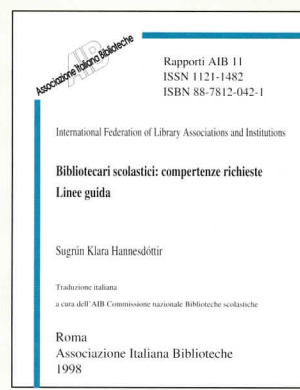 AIB
Associazione Italiana Biblioteche
Rapporti AIB 11
ISSN 1121-1482
ISBN 88-7812-042-1
International Federation of Library Associations and Institutions
Bibliotecari scolastici: compertenze richieste
Linee guida
Sugrún Klara Hannesdóttir
Traduzione italiana
a cura dell'AIB Commissione nazionale Biblioteche scolastiche
Roma
Associazione Italiana Biblioteche
1998